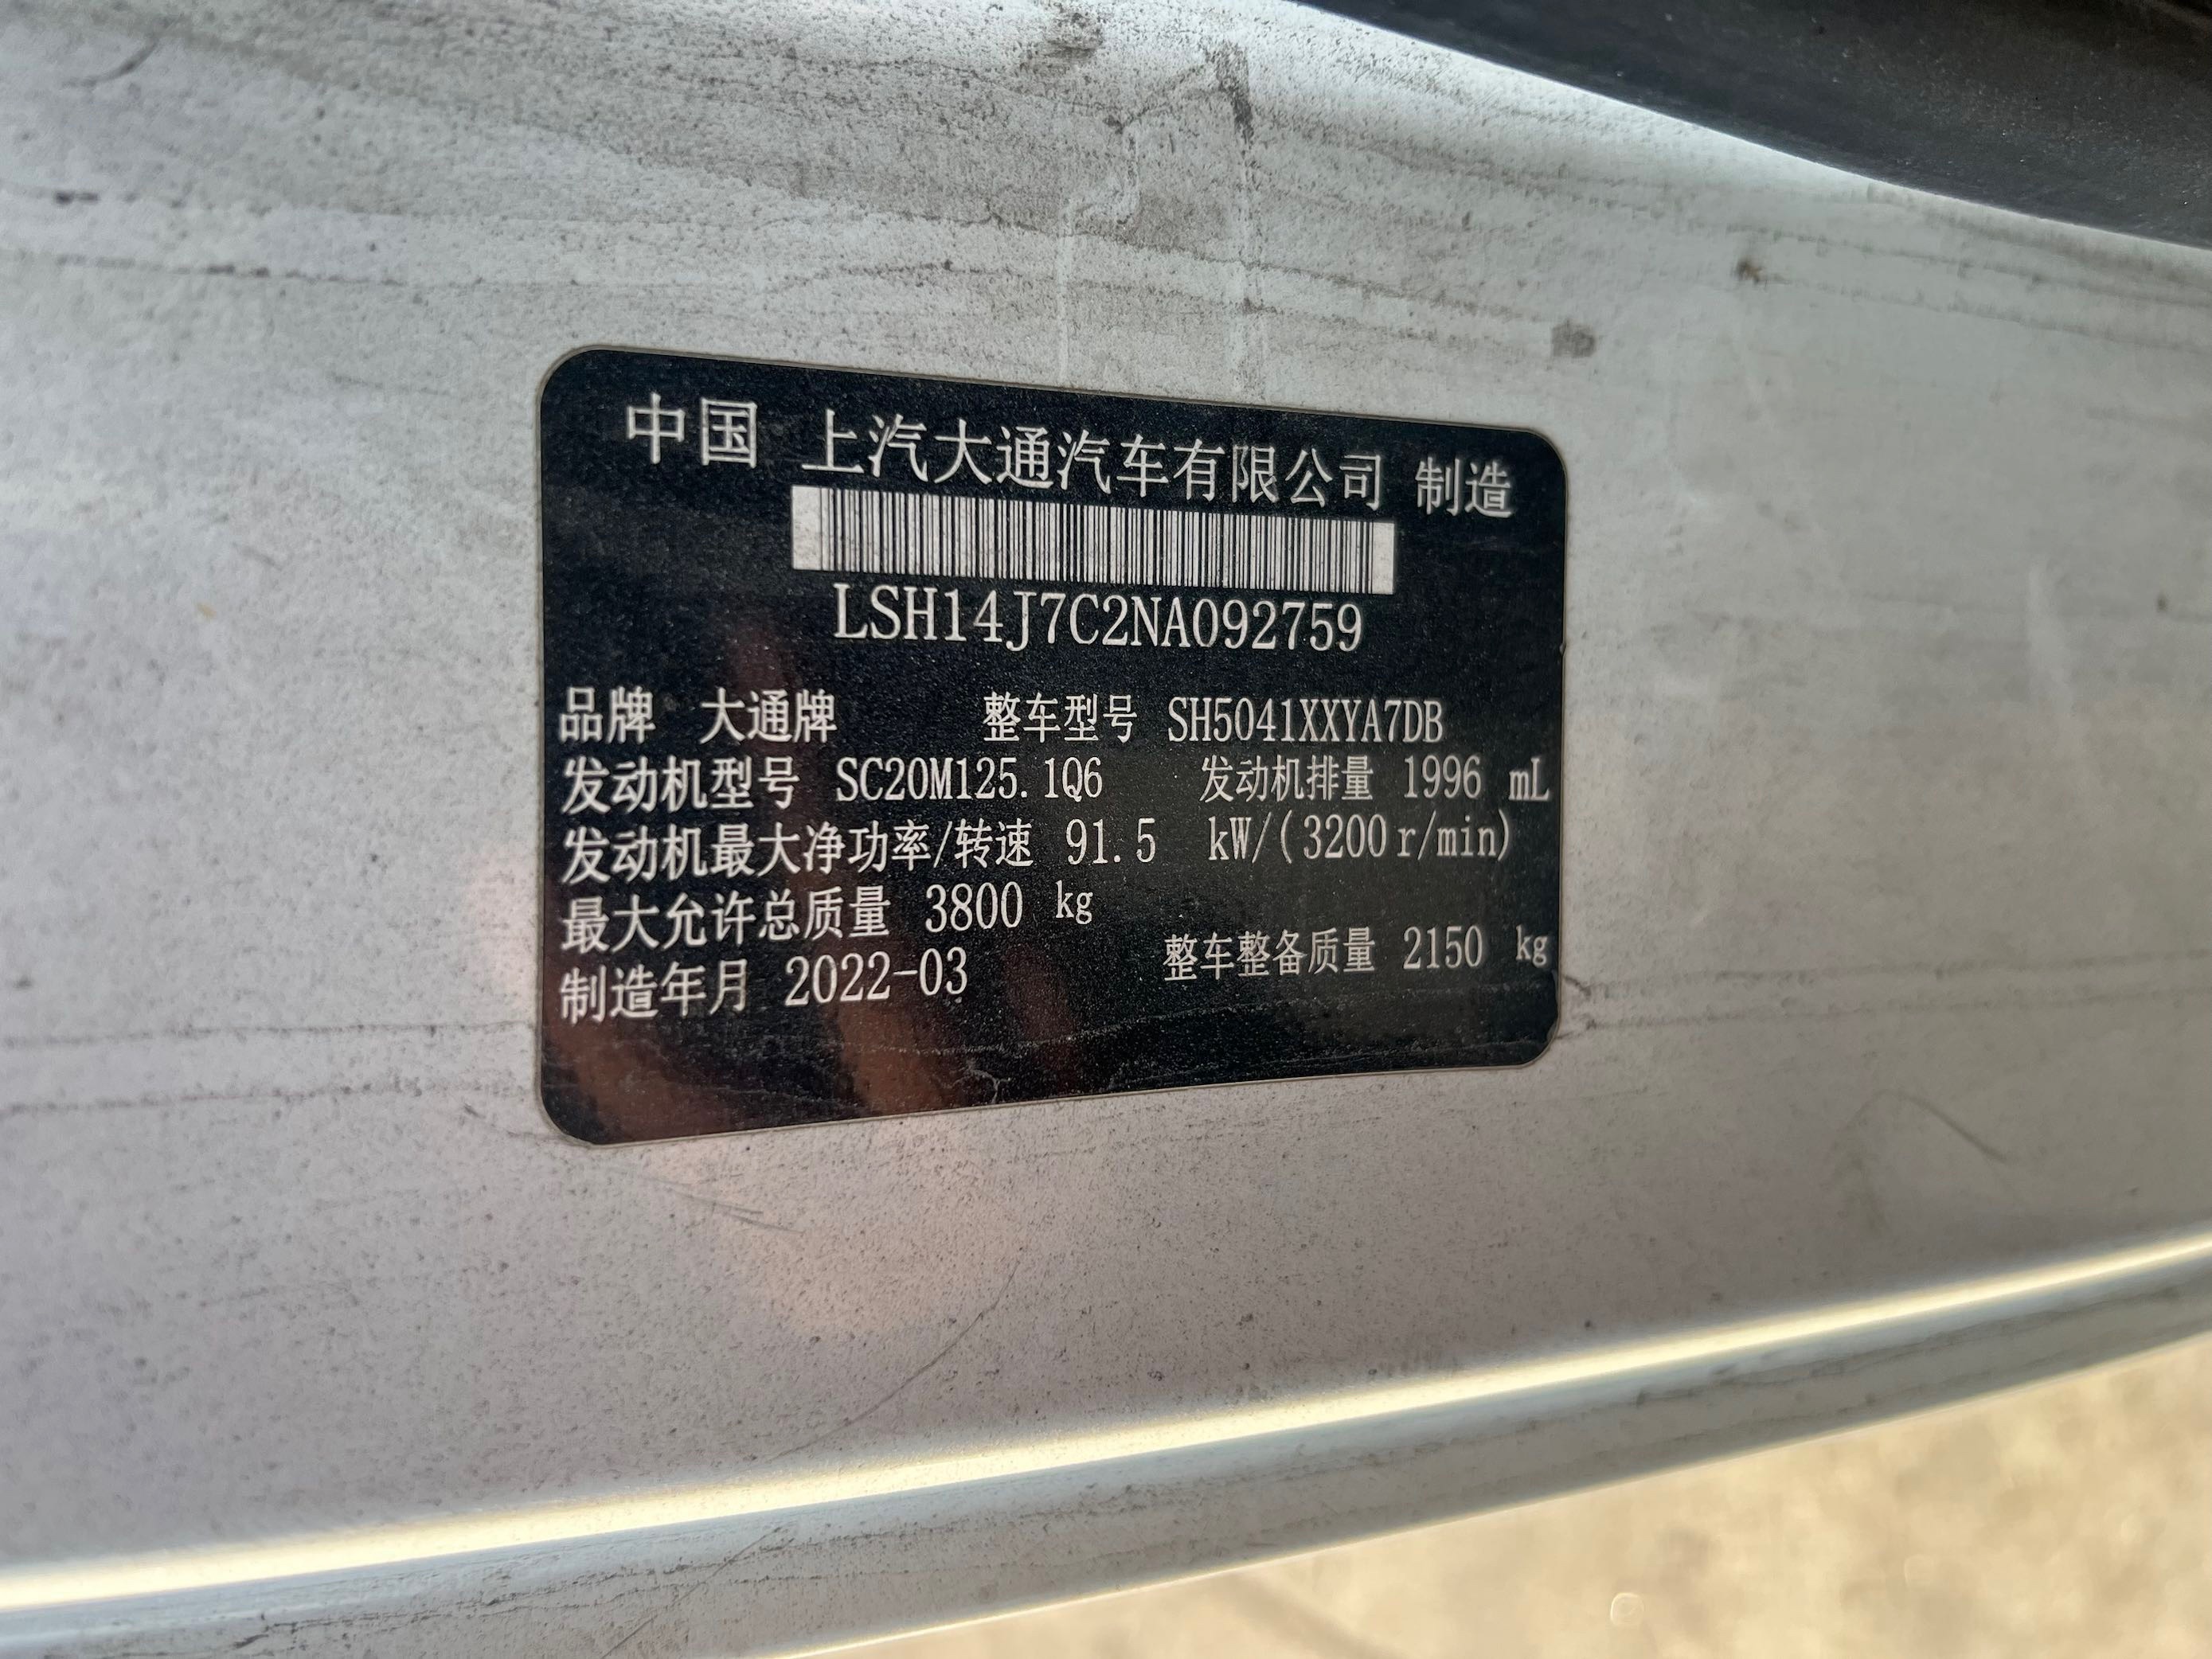 中国 上汽大通汽车有限公司 制造
LSH14J7C2NA092759
品牌 大通牌 整车型号 SH5041XXYA7DB
发动机型号 SC20M125.1Q6 发动机排量 1996 mL
发动机最大净功率/转速 91.5 kW/(3200r/min)
最大允许总质量 3800 kg
制造年月 2022-03 整车整备质量 2150 kg